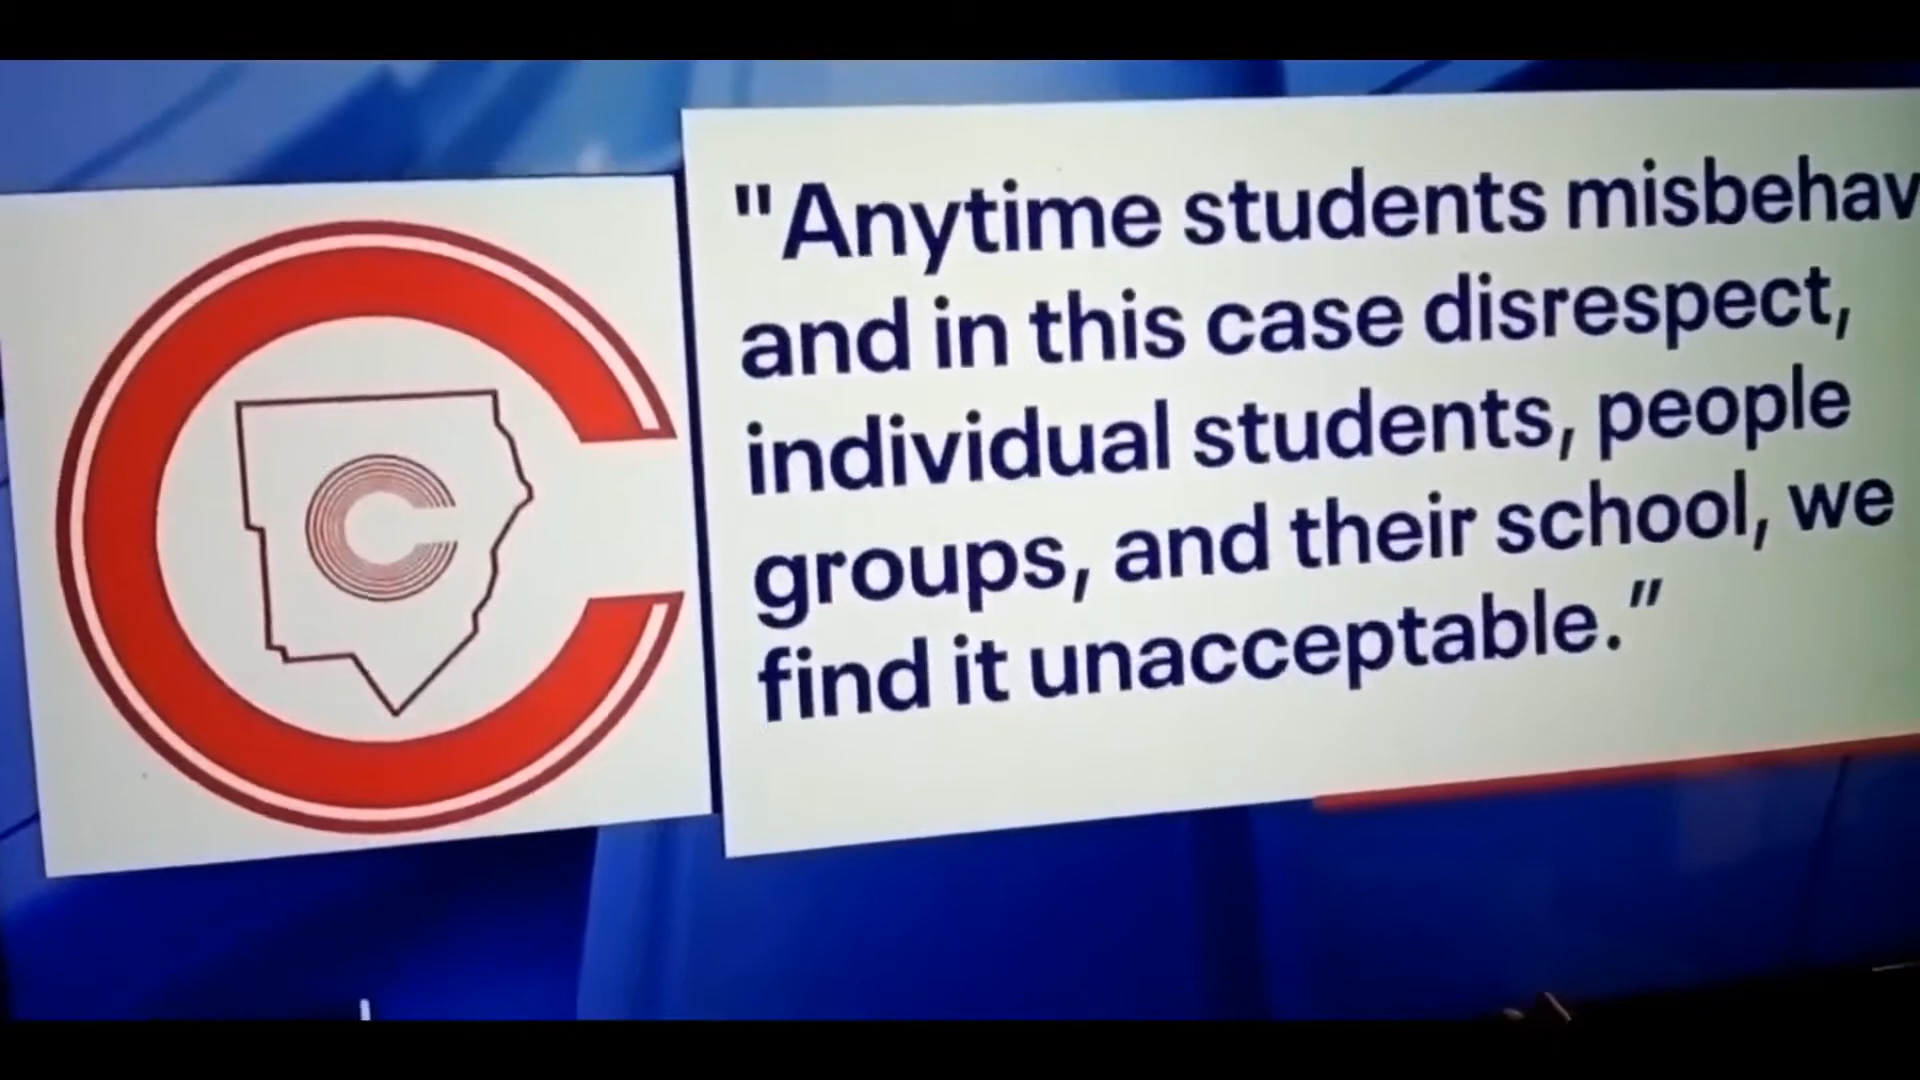 "Anytime students misbehav
and in this case disrespect,
individual students, people
groups, and their school, we
find it unacceptable.”